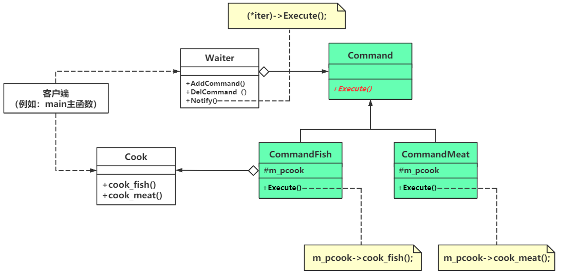 (*iter)->Execute();
Waiter
+AddCommand()
+DelCommand ()
+Notify()
Command
+Execute()
客户端
（例如：main主函数）
Cook
+cook_fish()
+cook_meat()
CommandFish
#m_pcook
+Execute()
CommandMeat
#m_pcook
+Execute()
m_pcook->cook_fish();
m_pcook->cook_meat();